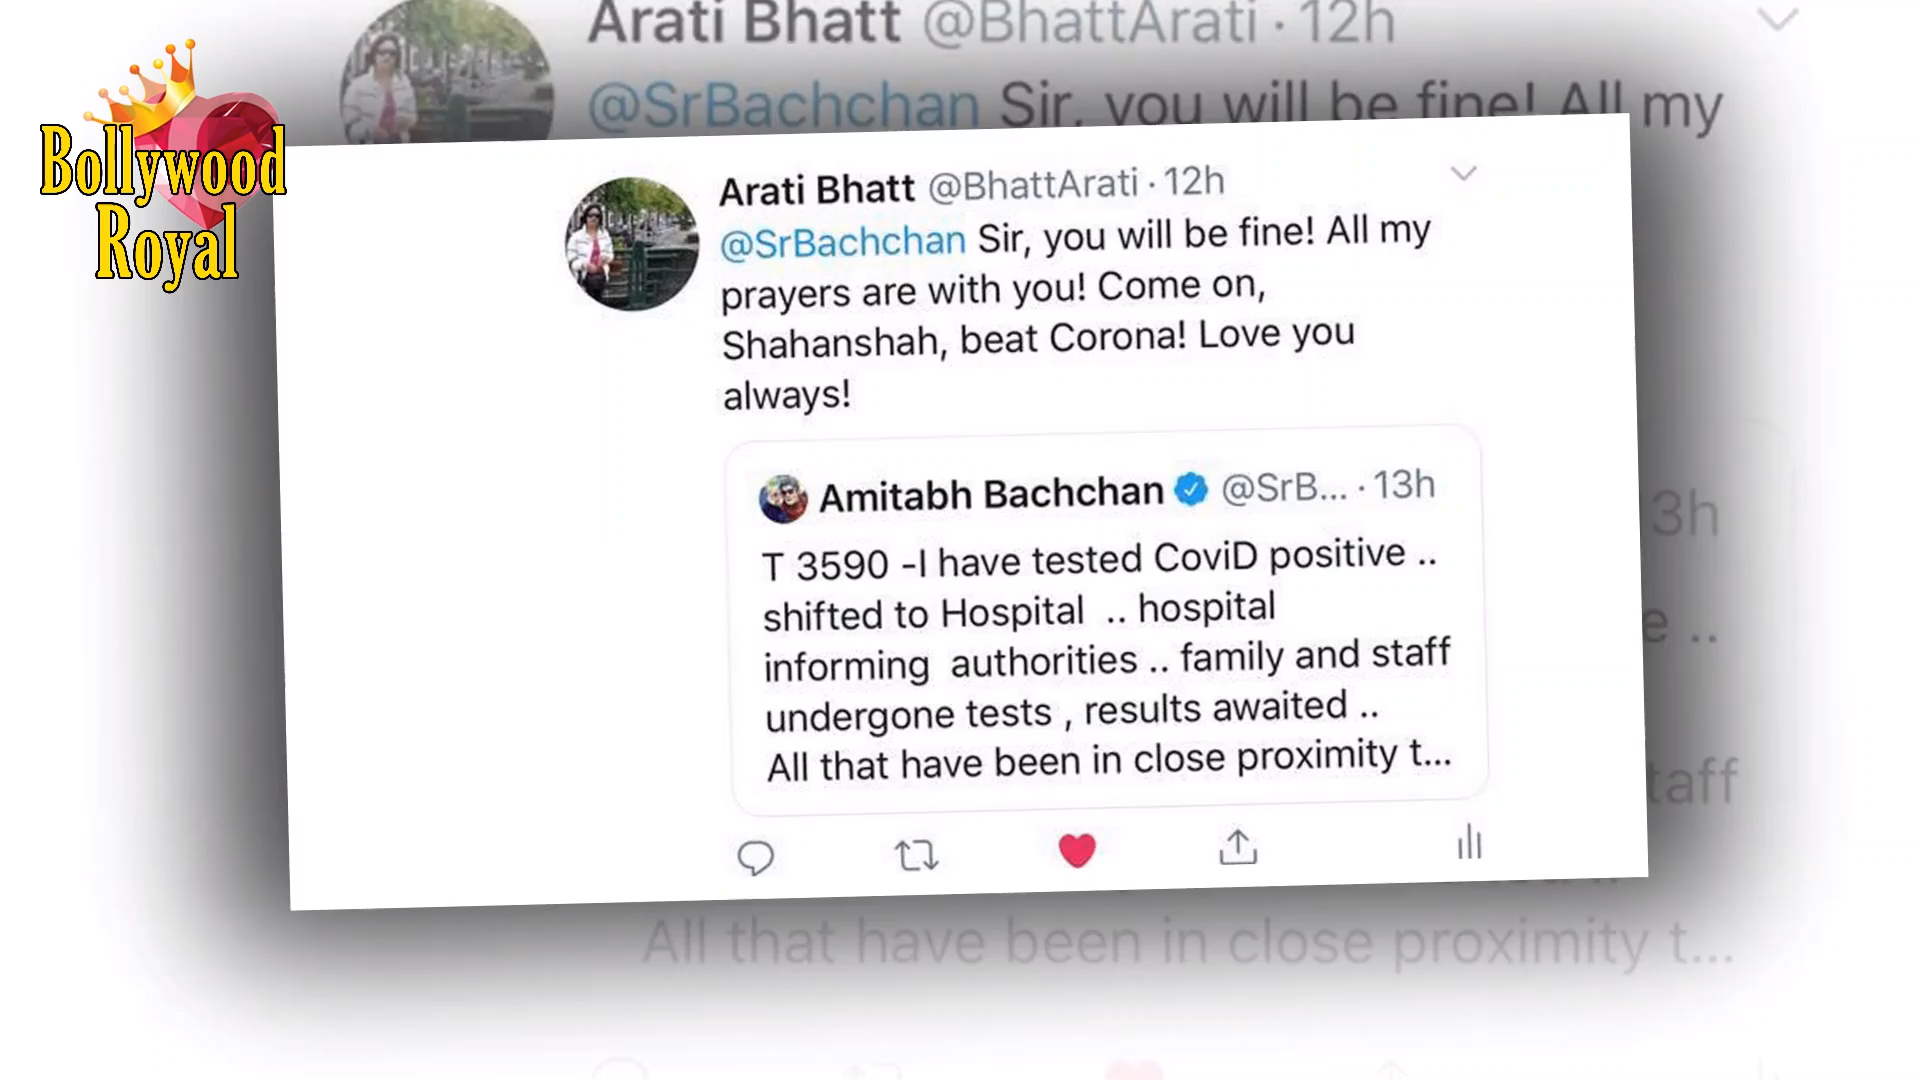 Arati Bhatt @BhattArati · 12h
@SrBachchan Sir, you will be fine! All my
Bollywood
Royal
Arati Bhatt @BhattArati · 12h
@SrBachchan Sir, you will be fine! All my
prayers are with you! Come on,
Shahanshah, beat Corona! Love you
always!
Amitabh Bachchan @SrB... · 13h
T 3590 -I have tested CoviD positive ..
shifted to Hospital .. hospital
informing authorities .. family and staff
undergone tests , results awaited ..
All that have been in close proximity t...
3h
e ..
taff
All that have been in close proximity t...